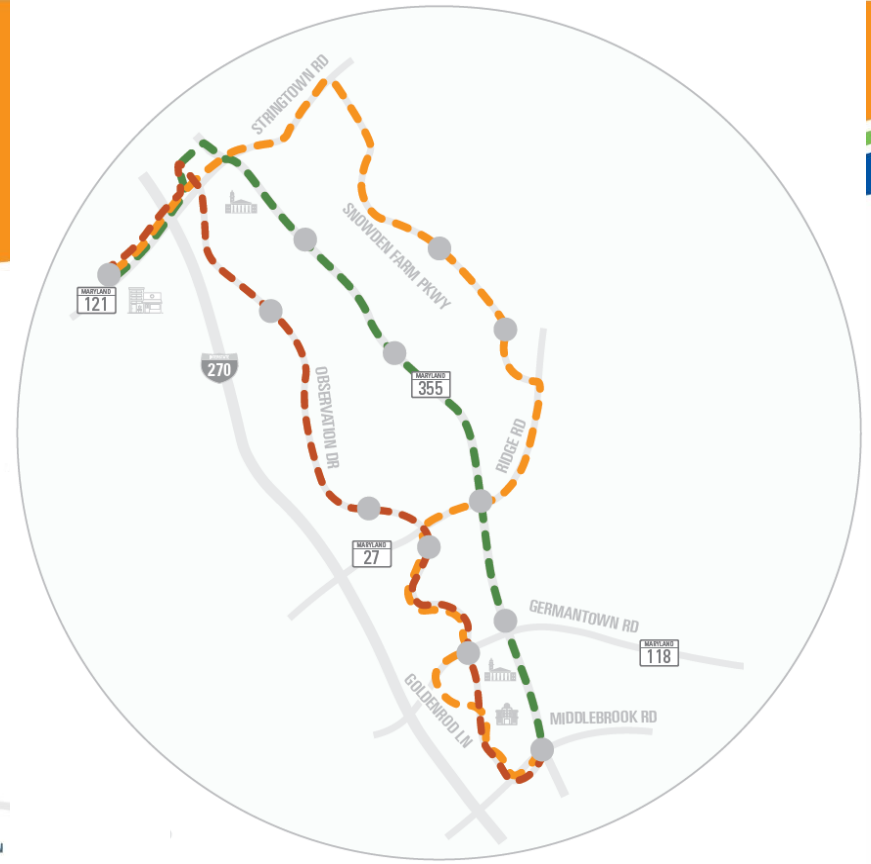 STRINGTOWN RD
SNOWDEN FARM PKWY
MARYLAND
121
270
MARYLAND
355
OBSERVATION DR
RIDGE RD
MARYLAND
27
GERMANTOWN RD
MARYLAND
118
GOLDENROD LN
MIDDLEBROOK RD